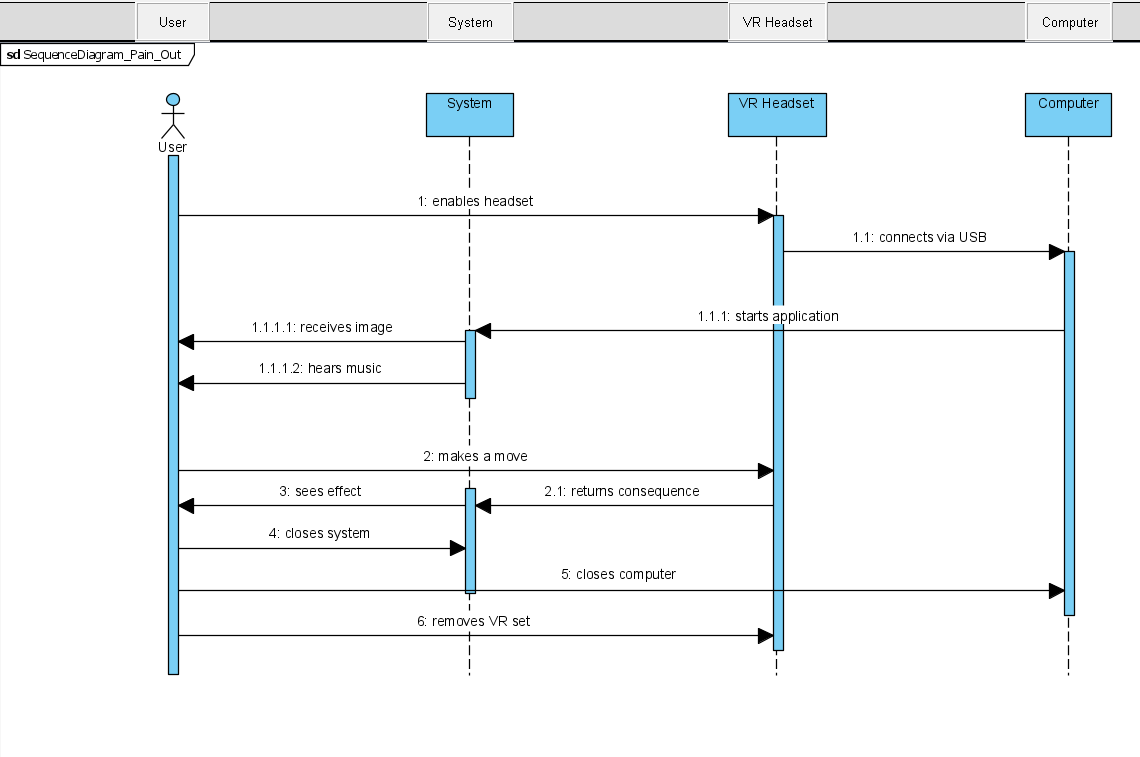 User System VR Headset Computer
sd SequenceDiagram_Pain_Out
System VR Headset Computer
User
1: enables headset
1.1: connects via USB
1.1.1: starts application
1.1.1.1: receives image
1.1.1.2: hears music
2: makes a move
3: sees effect 2.1: returns consequence
4: closes system
5: closes computer
6: removes VR set